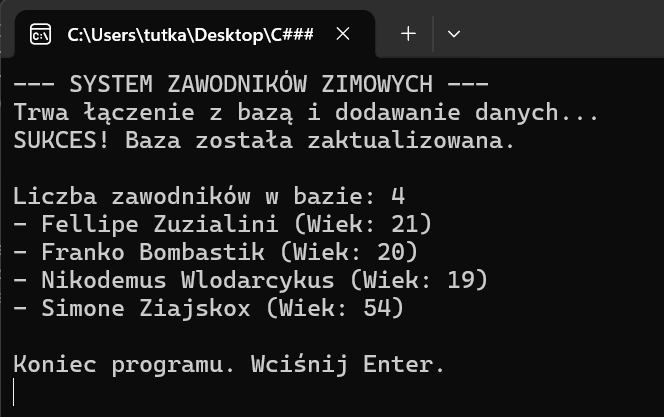 C:\Users\tutka\Desktop\C###
--- SYSTEM ZAWODNIKÓW ZIMOWYCH ---
Trwa łączenie z bazą i dodawanie danych...
SUKCES! Baza została zaktualizowana.
Liczba zawodników w bazie: 4
- Fellipe Zuzialini (Wiek: 21)
- Franko Bombastik (Wiek: 20)
- Nikodemus Wlodarcykus (Wiek: 19)
- Simone Ziajskox (Wiek: 54)
Koniec programu. Wciśnij Enter.